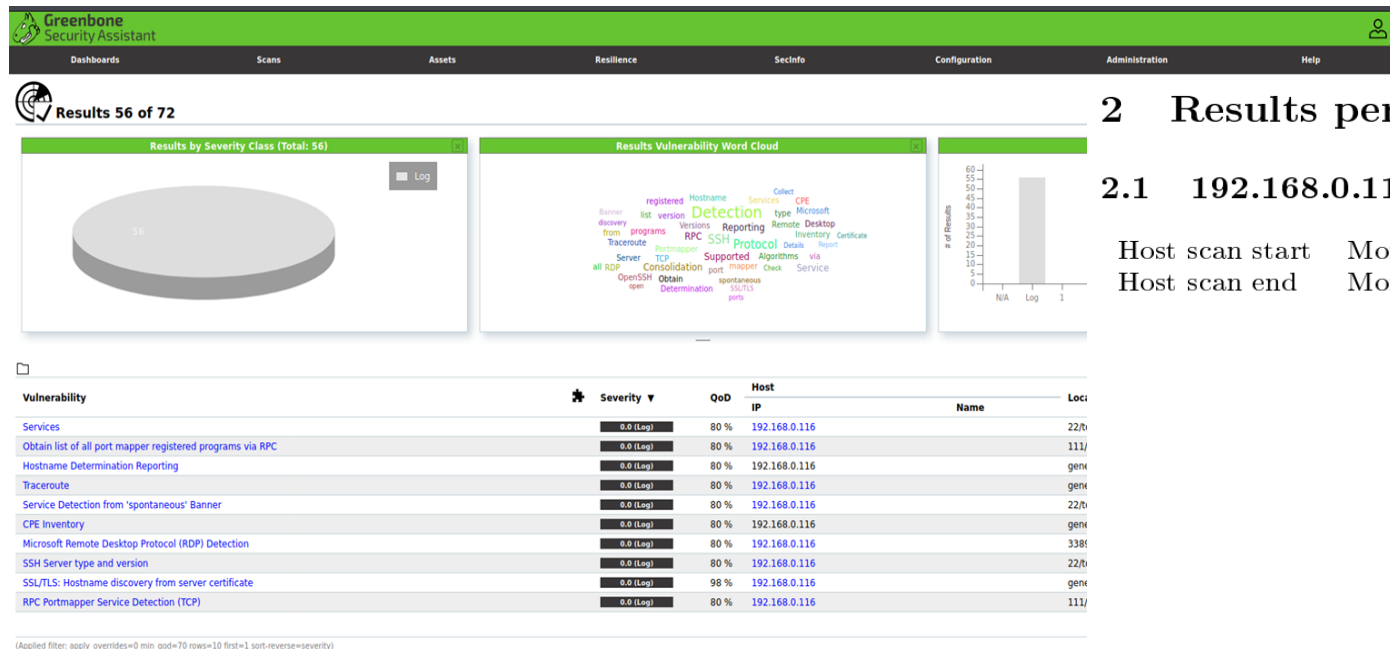 Greenbone
Security Assistant
Dashboards Scans Assets Resilience SecInfo Configuration Administration Help
Results 56 of 72
Results by Severity Class (Total: 56)
Log
56
Results Vulnerability Word Cloud
Collect
registered Hostname Services CPE
Banner list version Detection type Microsoft
discovery Versions Reporting Remote Desktop
from programs RPC SSH Protocol Inventory Certificate
Traceroute Portmapper Details Report
Server TCP Supported Algorithms via
all RDP Consolidation port mapper Check Service
OpenSSH Obtain spontaneous
open Determination SSL/TLS
ports
# of Results
60
55
50
45
40
35
30
25
20
15
10
5
0
N/A Log 1
2 Results per
2.1 192.168.0.11
Host scan start Mo
Host scan end Mo
Vulnerability Severity ▼ QoD Host
IP Name
Services 0.0 (Log) 80 % 192.168.0.116 22/t
Obtain list of all port mapper registered programs via RPC 0.0 (Log) 80 % 192.168.0.116 111/
Hostname Determination Reporting 0.0 (Log) 80 % 192.168.0.116 gene
Traceroute 0.0 (Log) 80 % 192.168.0.116 gene
Service Detection from 'spontaneous' Banner 0.0 (Log) 80 % 192.168.0.116 22/t
CPE Inventory 0.0 (Log) 80 % 192.168.0.116 gene
Microsoft Remote Desktop Protocol (RDP) Detection 0.0 (Log) 80 % 192.168.0.116 3389
SSH Server type and version 0.0 (Log) 80 % 192.168.0.116 22/t
SSL/TLS: Hostname discovery from server certificate 0.0 (Log) 98 % 192.168.0.116 gene
RPC Portmapper Service Detection (TCP) 0.0 (Log) 80 % 192.168.0.116 111/
(Applied filter: apply_overrides=0 min_qod=70 rows=10 first=1 sort-reverse=severity)